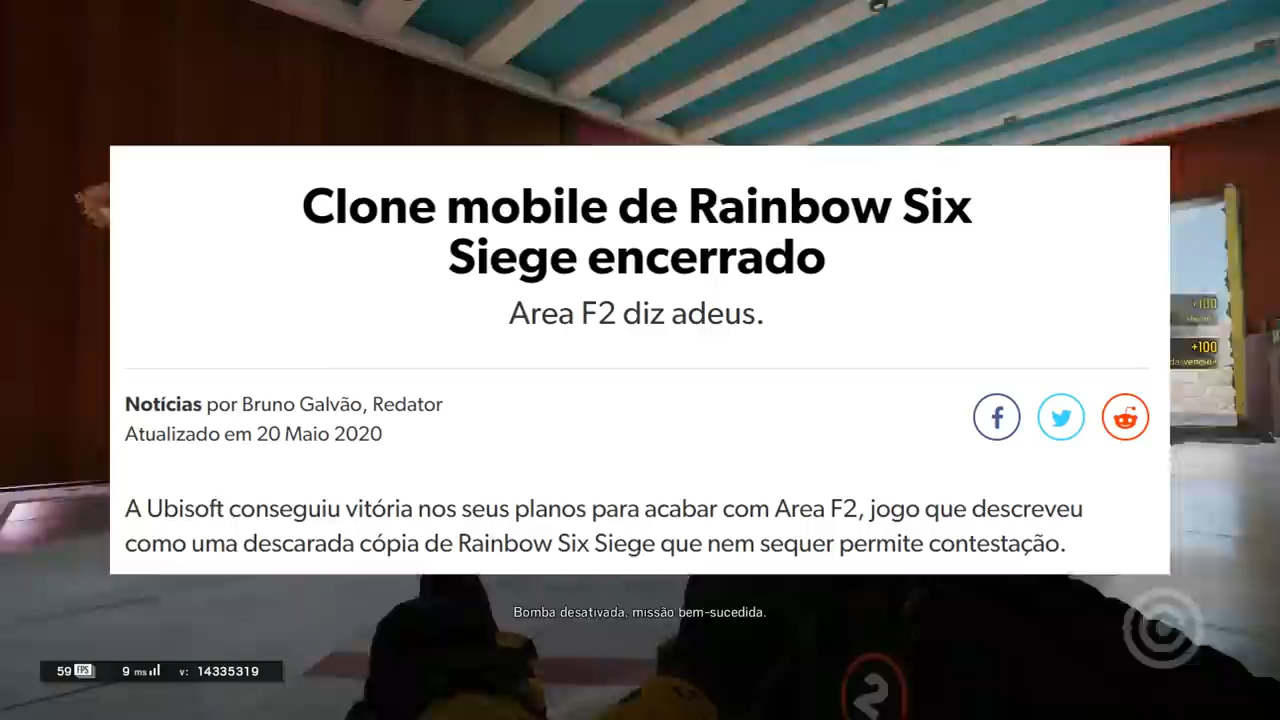 Clone mobile de Rainbow Six
Siege encerrado
Area F2 diz adeus.
Notícias por Bruno Galvão, Redator
Atualizado em 20 Maio 2020
A Ubisoft conseguiu vitória nos seus planos para acabar com Area F2, jogo que descreveu
como uma descarada cópia de Rainbow Six Siege que nem sequer permite contestação.
+100
+100
Bomba desativada, missão bem-sucedida.
59 FPS 9 ms v: 14335319
2